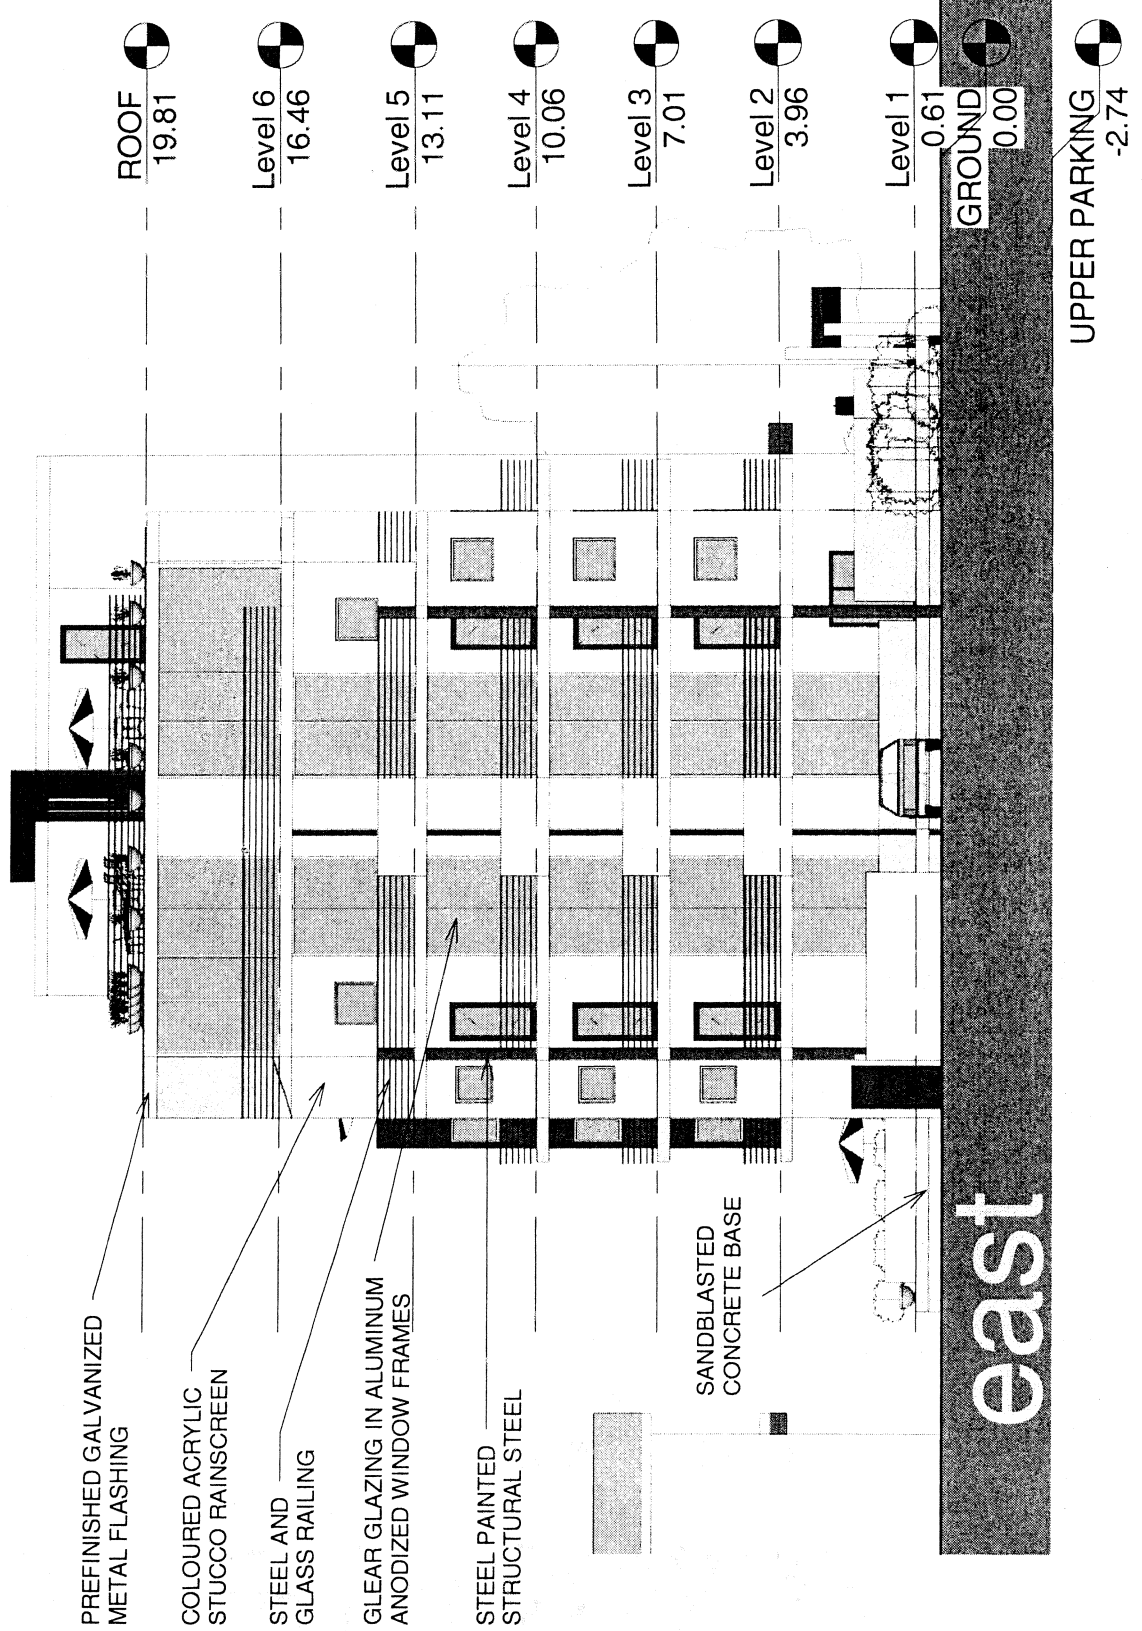 PREFINISHED GALVANIZED
METAL FLASHING
COLOURED ACRYLIC
STUCCO RAINSCREEN
STEEL AND
GLASS RAILING
GLEAR GLAZING IN ALUMINUM
ANODIZED WINDOW FRAMES
STEEL PAINTED
STRUCTURAL STEEL
SANDBLASTED
CONCRETE BASE
ROOF
19.81
Level 6
16.46
Level 5
13.11
Level 4
10.06
Level 3
7.01
Level 2
3.96
Level 1
0.61
GROUND
0.00
UPPER PARKING
-2.74
east